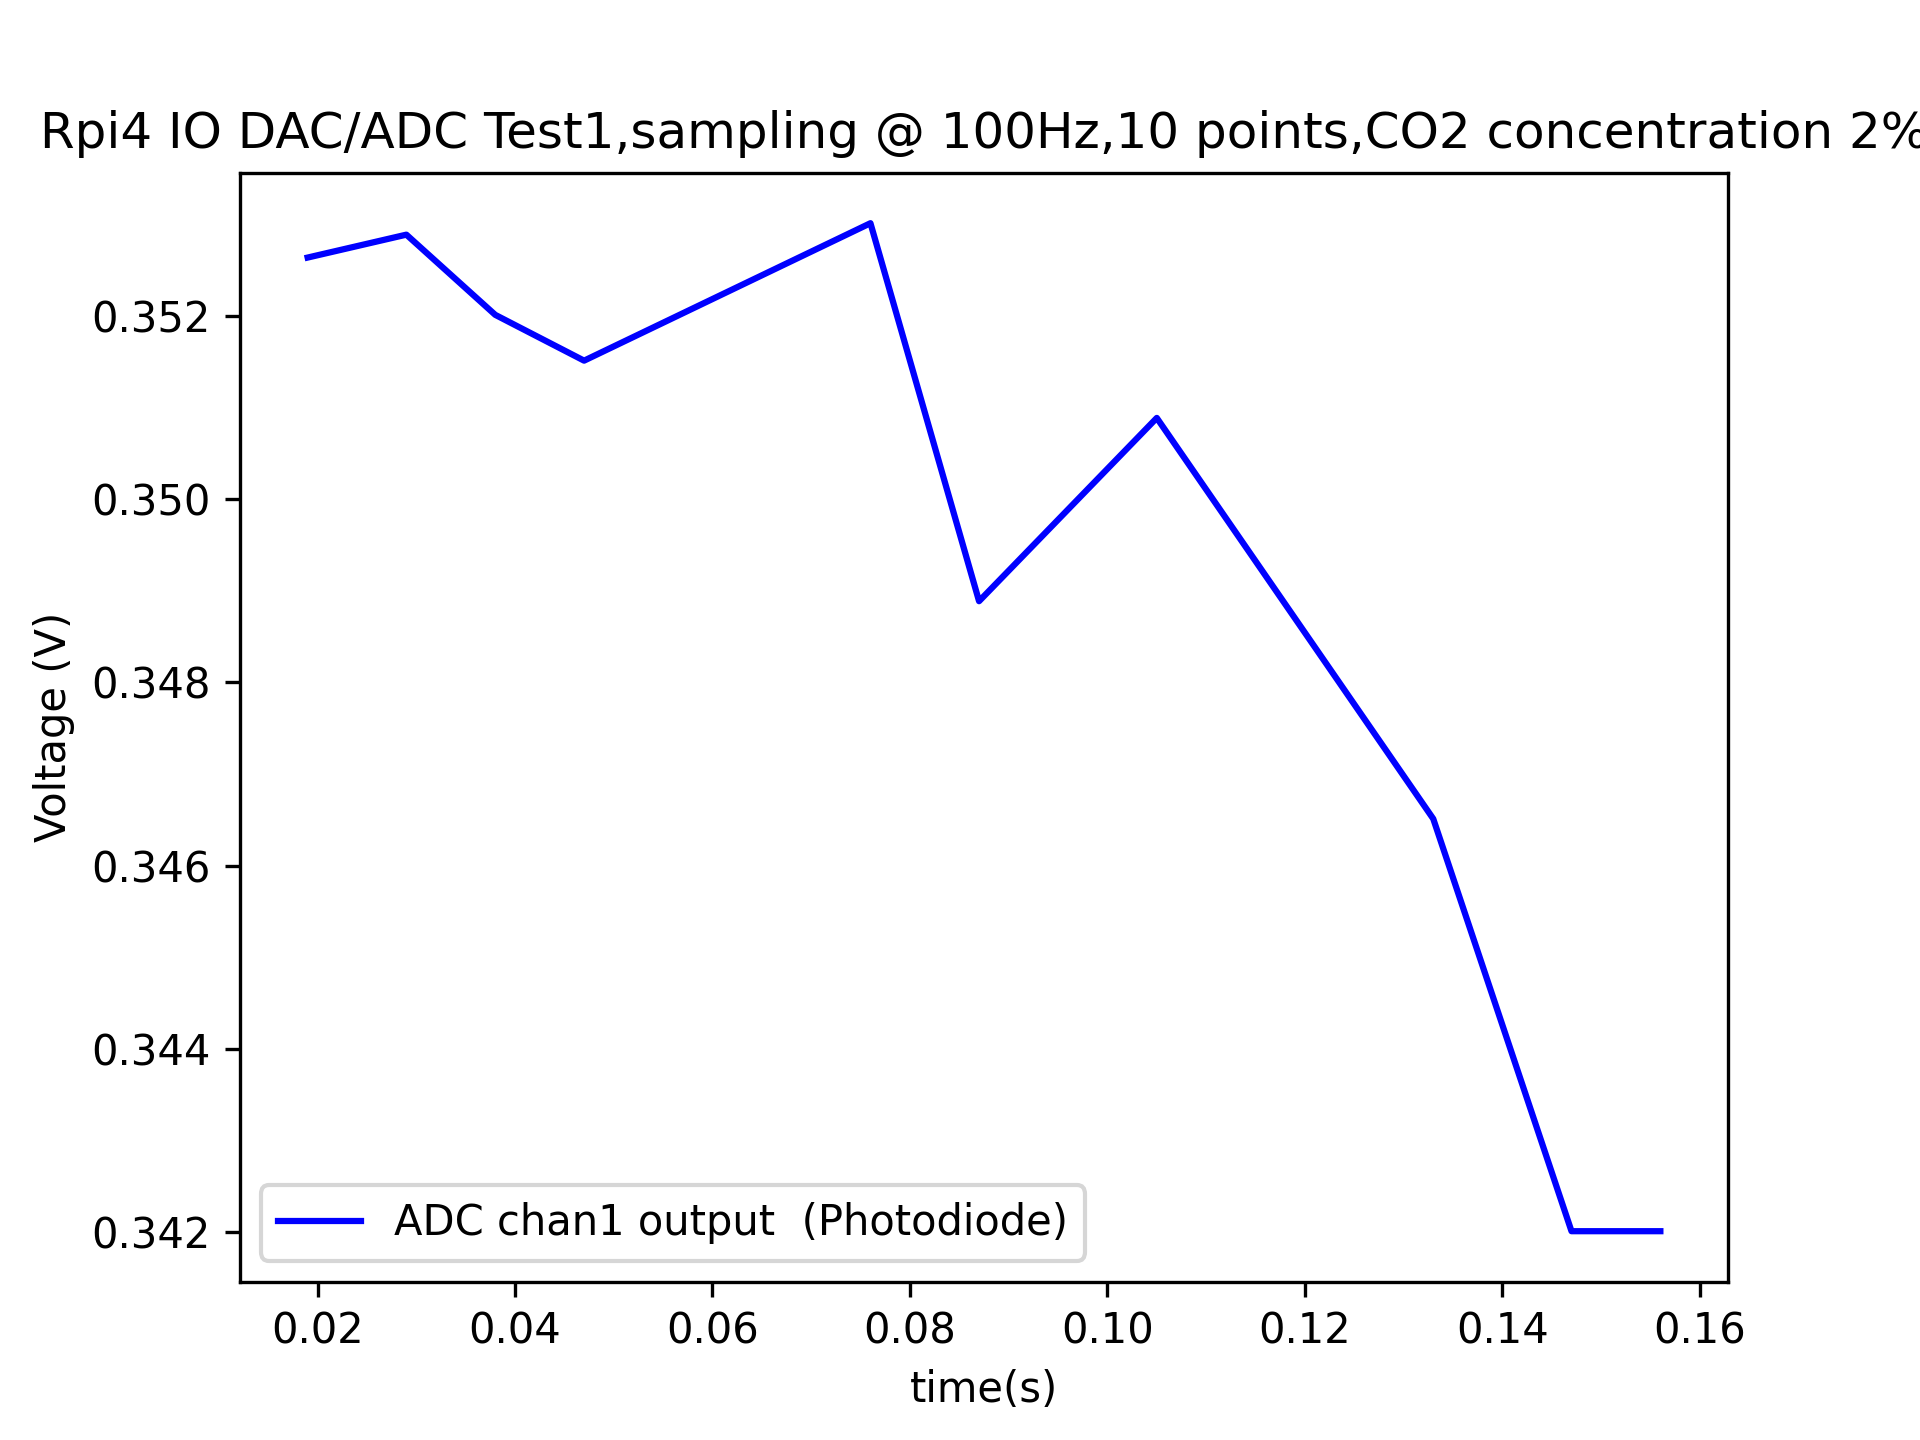 Rpi4 IO DAC/ADC Test1,sampling @ 100Hz,10 points,CO2 concentration 2%
0.352
0.350
0.348
0.346
0.344
0.342
Voltage (V)
ADC chan1 output  (Photodiode)
0.02 0.04 0.06 0.08 0.10 0.12 0.14 0.16
time(s)